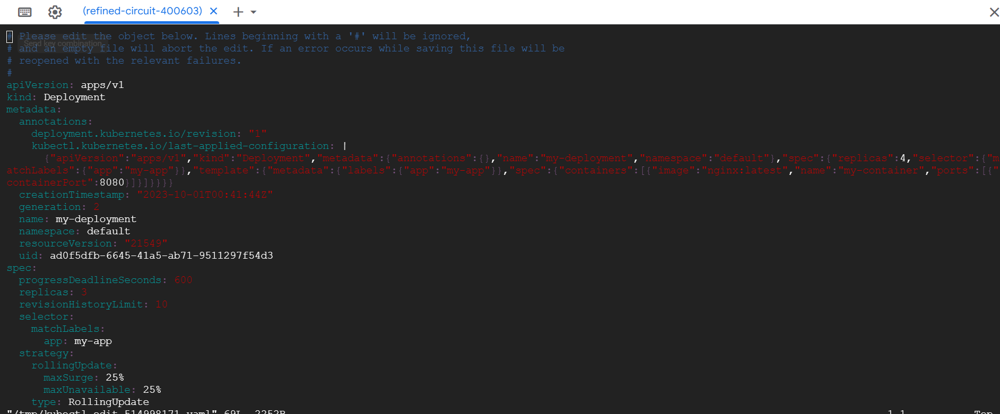 (refined-circuit-400603)
# Please edit the object below. Lines beginning with a '#' will be ignored,
Send key combination
# and an empty file will abort the edit. If an error occurs while saving this file will be
# reopened with the relevant failures.
#
apiVersion: apps/v1
kind: Deployment
metadata:
  annotations:
    deployment.kubernetes.io/revision: "1"
    kubectl.kubernetes.io/last-applied-configuration: |
      {"apiVersion":"apps/v1","kind":"Deployment","metadata":{"annotations":{},"name":"my-deployment","namespace":"default"},"spec":{"replicas":4,"selector":{"m
atchLabels":{"app":"my-app"}},"template":{"metadata":{"labels":{"app":"my-app"}},"spec":{"containers":[{"image":"nginx:latest","name":"my-container","ports":[{"
containerPort":8080}]}]}}}}
  creationTimestamp: "2023-10-01T00:41:44Z"
  generation: 2
  name: my-deployment
  namespace: default
  resourceVersion: "21549"
  uid: ad0f5dfb-6645-41a5-ab71-9511297f54d3
spec:
  progressDeadlineSeconds: 600
  replicas: 3
  revisionHistoryLimit: 10
  selector:
    matchLabels:
      app: my-app
  strategy:
    rollingUpdate:
      maxSurge: 25%
      maxUnavailable: 25%
    type: RollingUpdate
"/tmp/kubectl-edit-514998171.yaml" 69L, 2252B 1,1 Top